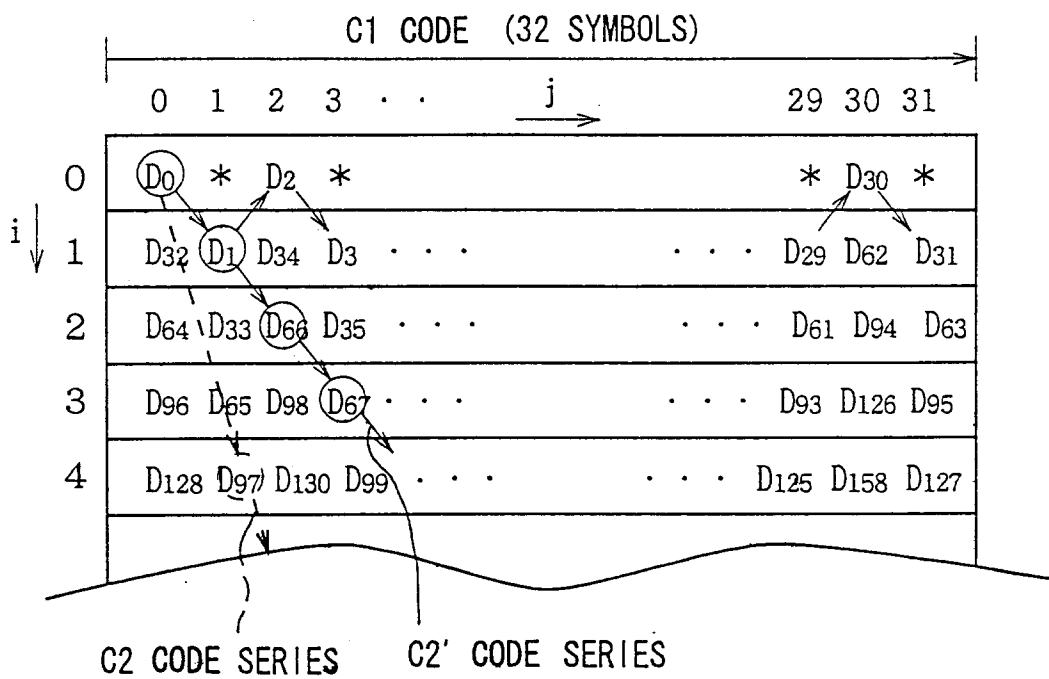 C1 CODE (32 SYMBOLS)
0 1 2 3 · · j 29 30 31
0 D0 * D2 * * D30 *
i 1 D32 D1 D34 D3 · · · · · · · D29 D62 D31
2 D64 D33 D66 D35 · · · · · · · D61 D94 D63
3 D96 D65 D98 D67 · · · · · · · D93 D126 D95
4 D128 D97 D130 D99 · · · · · · · D125 D158 D127
C2 CODE SERIES C2' CODE SERIES